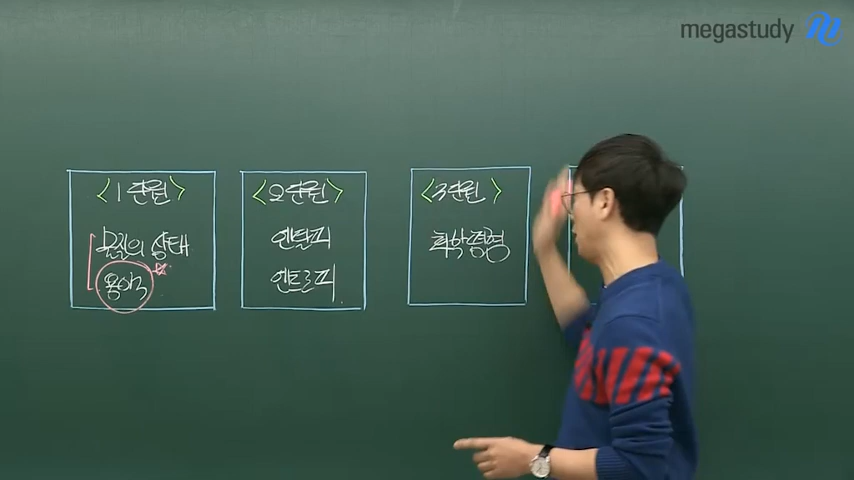 megastudy
<1단원>
물질의 상태
용액
<2단원>
엔탈피
엔트로피
<3단원>
화학평형